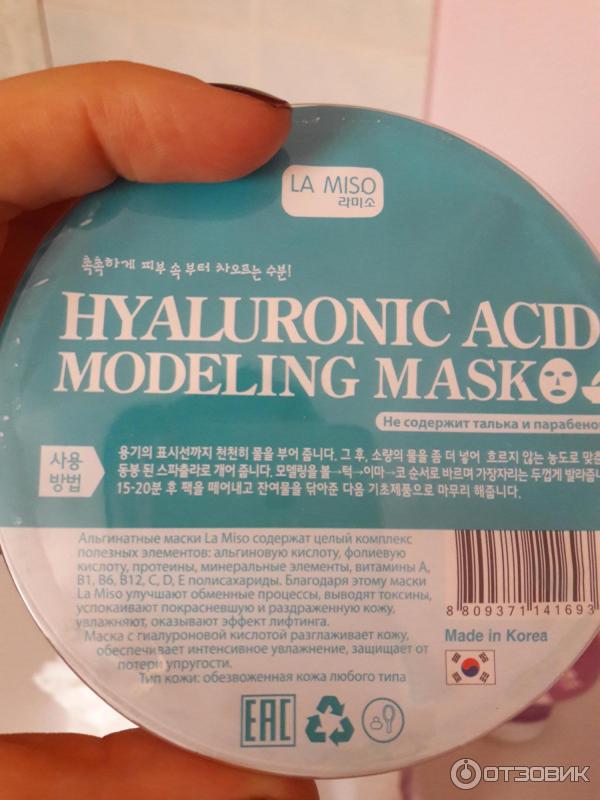 LA MISO
라미소
촉촉하게 피부 속 부터 차오르는 수분!
HYALURONIC ACID
MODELING MASK
Не содержит талька и парабенов
사용
방법
용기의 표시선까지 천천히 물을 부어 줍니다. 그 후, 소량의 물을 좀 더 넣어 흐르지 않는 농도로 맞춘
동봉 된 스파출라로 개어 줍니다. 모델링을 볼→턱→이마→코 순서로 바르며 가장자리는 두껍게 발라줍니
15-20분 후 팩을 떼어내고 잔여물을 닦아준 다음 기초제품으로 마무리 해줍니다.
Альгинатные маски La Miso содержат целый комплекс
полезных элементов: альгиновую кислоту, фолиевую
кислоту, протеины, минеральные элементы, витамины A,
B1, B6, B12, C, D, E полисахариды. Благодаря этому маски
La Miso улучшают обменные процессы, выводят токсины,
успокаивают покрасневшую и раздраженную кожу,
увлажняют, оказывают эффект лифтинга.
Маска с гиалуроновой кислотой разглаживает кожу,
обеспечивает интенсивное увлажнение, защищает от
потери упругости.
Тип кожи: обезвоженная кожа любого типа
8 809371 141693
Made in Korea
EAC
ОТЗОВИК